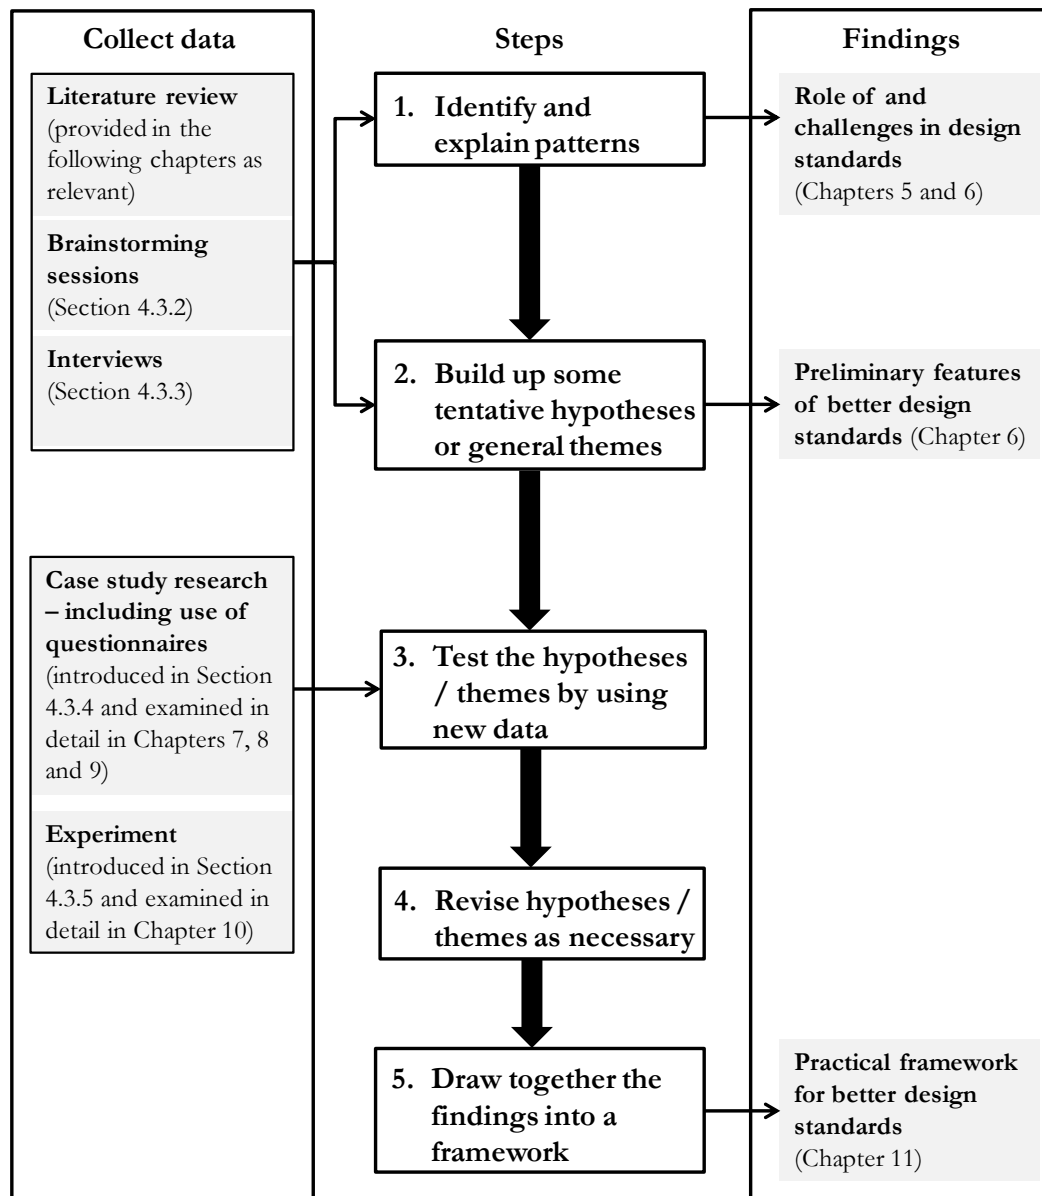 Collect data
Literature review
(provided in the
following chapters as
relevant)
Brainstorming
sessions
(Section 4.3.2)
Interviews
(Section 4.3.3)
Case study research
– including use of
questionnaires
(introduced in Section
4.3.4 and examined in
detail in Chapters 7, 8
and 9)
Experiment
(introduced in Section
4.3.5 and examined in
detail in Chapter 10)
Steps
1. Identify and
explain patterns
2. Build up some
tentative hypotheses
or general themes
3. Test the hypotheses
/ themes by using
new data
4. Revise hypotheses /
themes as necessary
5. Draw together the
findings into a
framework
Findings
Role of and
challenges in design
standards
(Chapters 5 and 6)
Preliminary features
of better design
standards (Chapter 6)
Practical framework
for better design
standards
(Chapter 11)